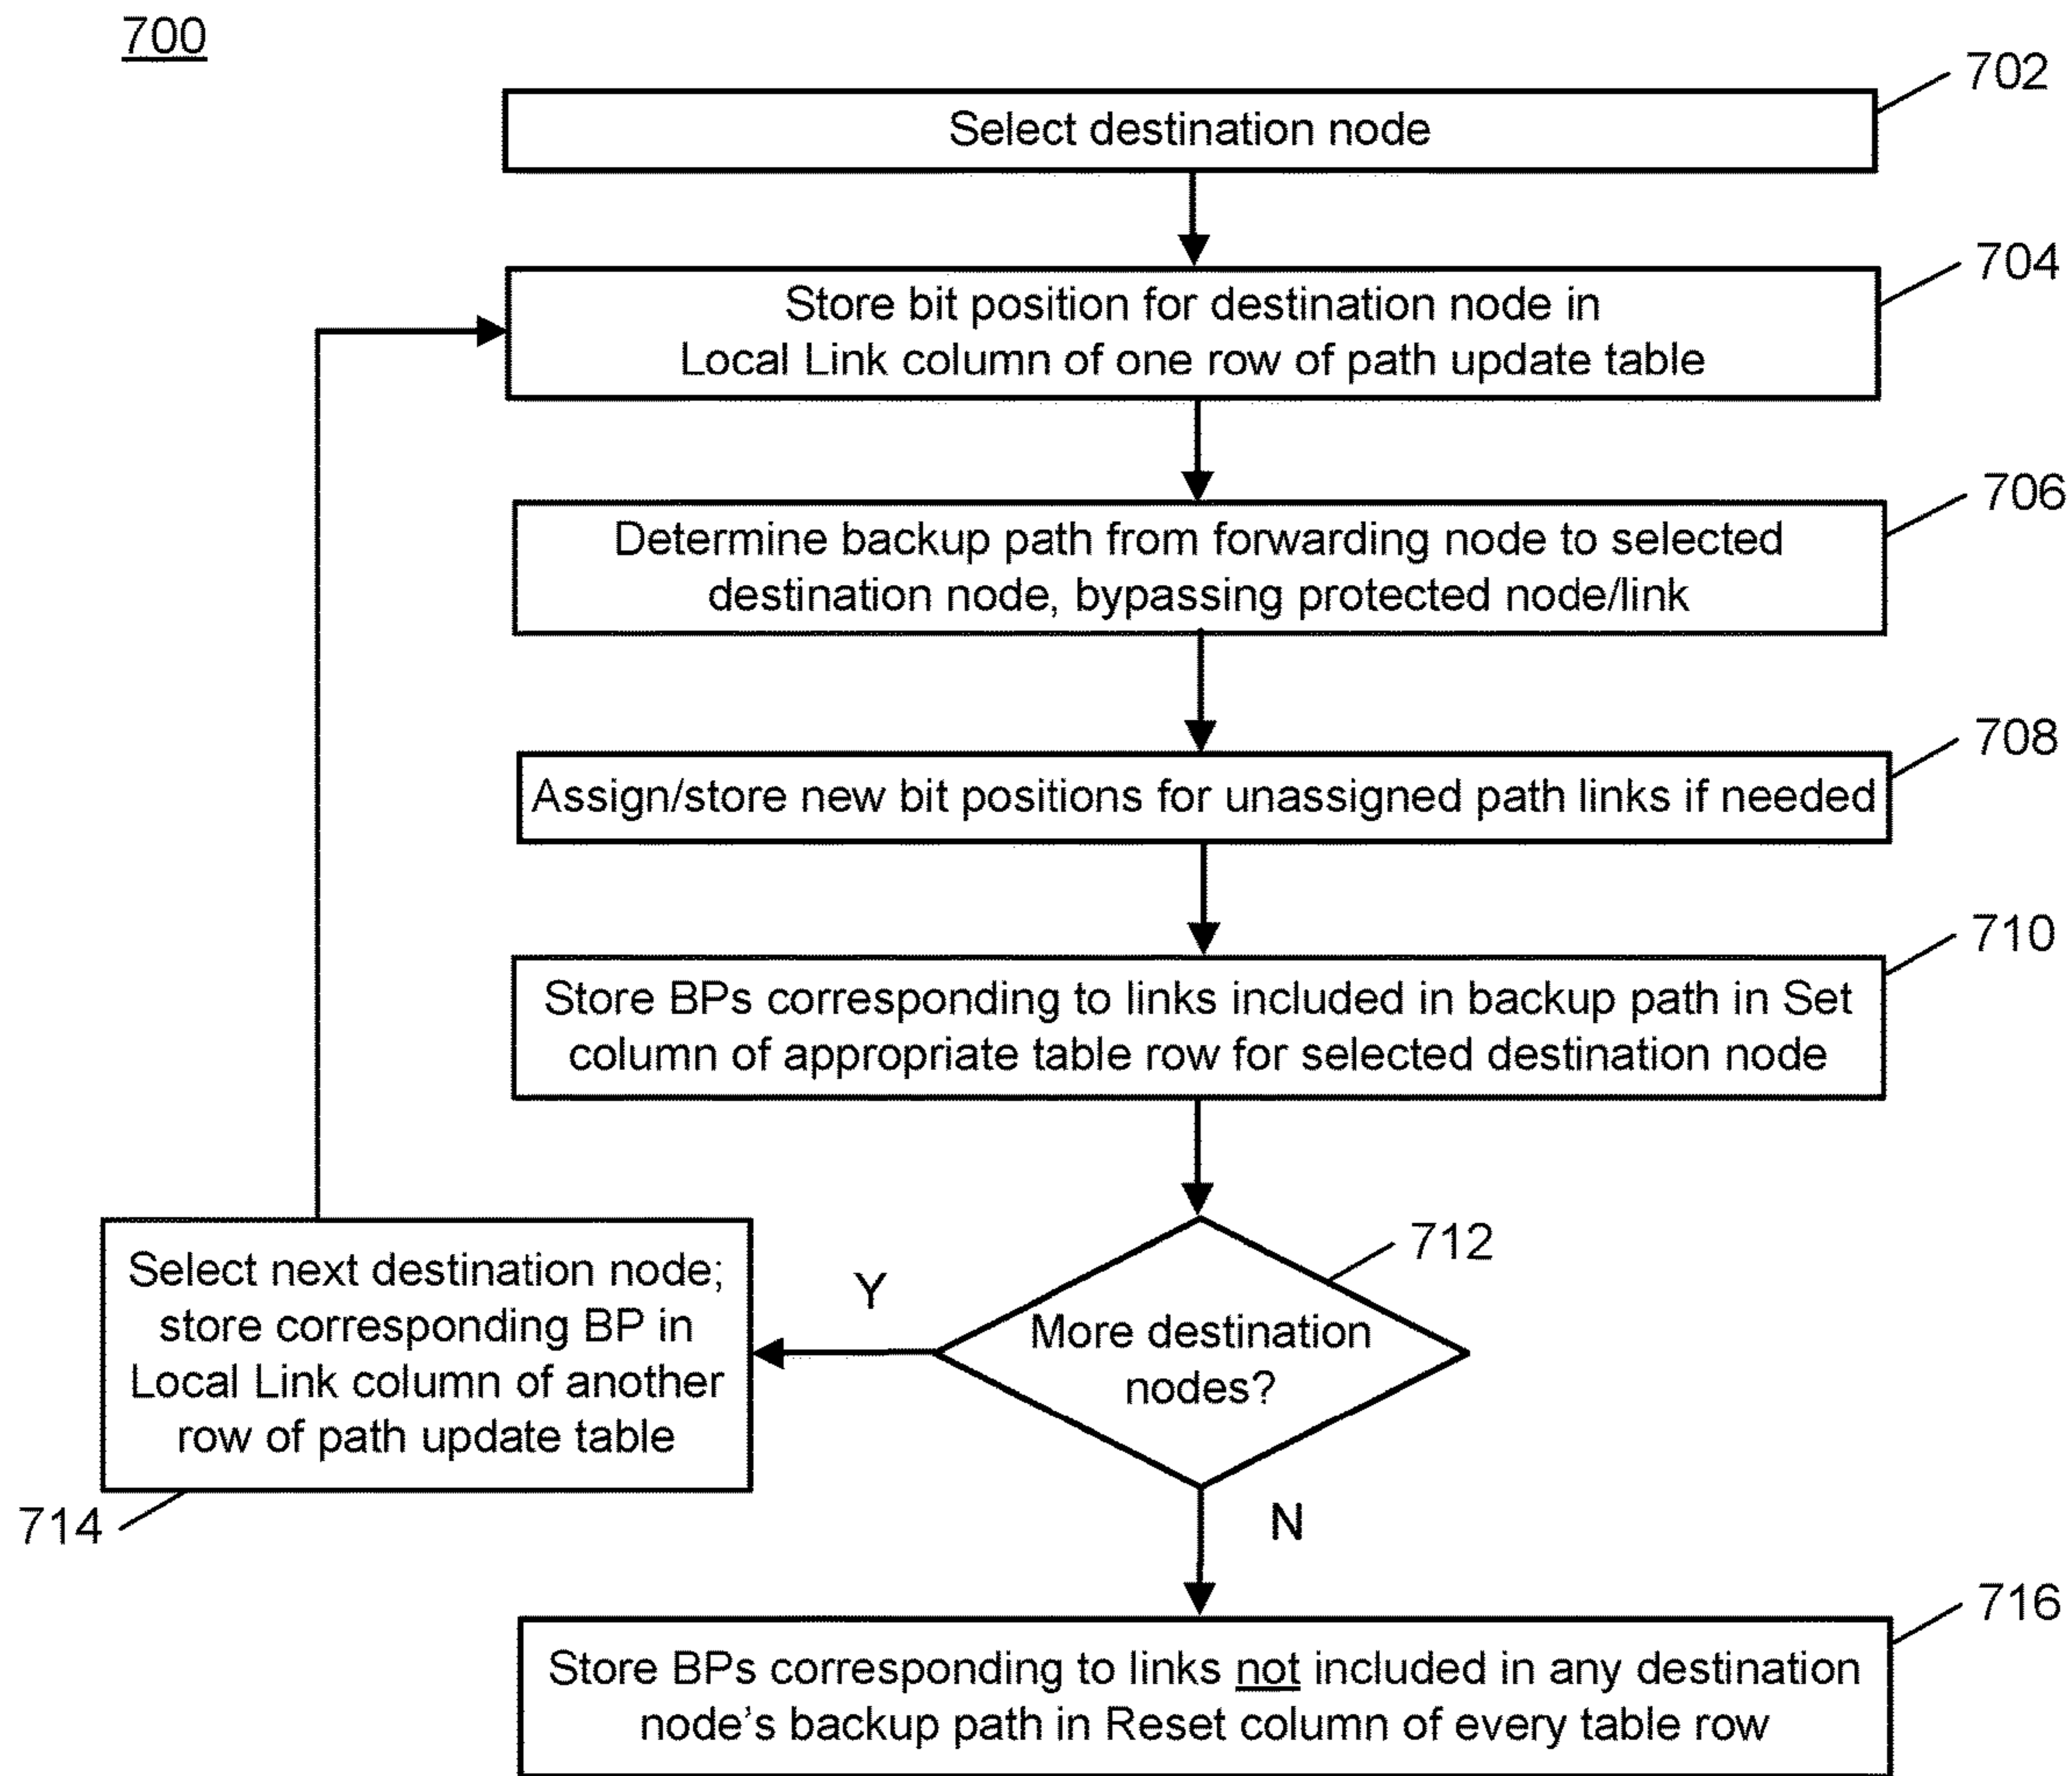 700
702
Select destination node
704
Store bit position for destination node in
Local Link column of one row of path update table
706
Determine backup path from forwarding node to selected
destination node, bypassing protected node/link
708
Assign/store new bit positions for unassigned path links if needed
710
Store BPs corresponding to links included in backup path in Set
column of appropriate table row for selected destination node
712
More destination
nodes?
Y
Select next destination node;
store corresponding BP in
Local Link column of another
row of path update table
714
N
716
Store BPs corresponding to links not included in any destination
node's backup path in Reset column of every table row